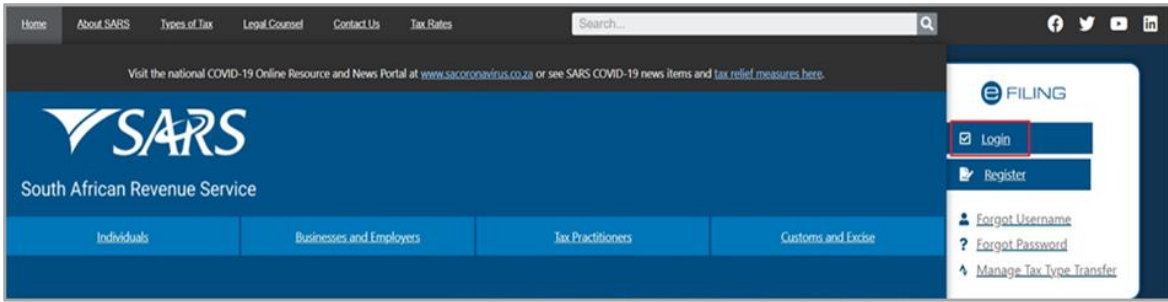 Home About SARS Types of Tax Legal Counsel Contact Us Tax Rates Search...
Visit the national COVID-19 Online Resource and News Portal at www.sacoronavirus.co.za or see SARS COVID-19 news items and tax relief measures here.
SARS
South African Revenue Service
Individuals Businesses and Employers Tax Practitioners Customs and Excise
e FILING
Login
Register
Forgot Username
? Forgot Password
Manage Tax Type Transfer